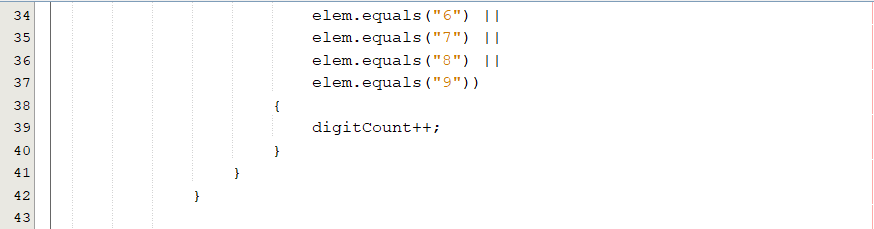 34 elem.equals("6") ||
35 elem.equals("7") ||
36 elem.equals("8") ||
37 elem.equals("9"))
38 {
39 digitCount++;
40 }
41 }
42 }
43